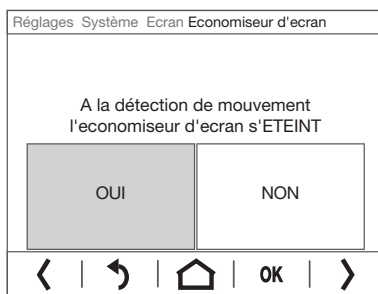 Réglages Système Ecran Economiseur d'ecran
A la détection de mouvement
l'economiseur d'ecran s'ETEINT
OUI NON
OK